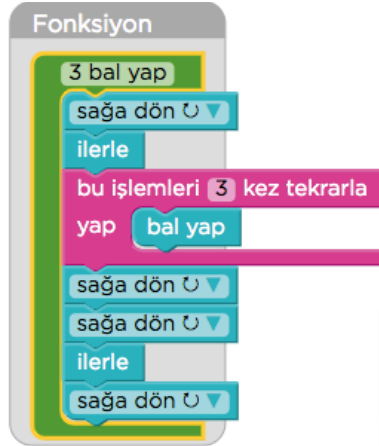 Fonksiyon
3 bal yap
sağa dön ↻ ▼
ilerle
bu işlemleri 3 kez tekrarla
yap bal yap
sağa dön ↻ ▼
sağa dön ↻ ▼
ilerle
sağa dön ↻ ▼